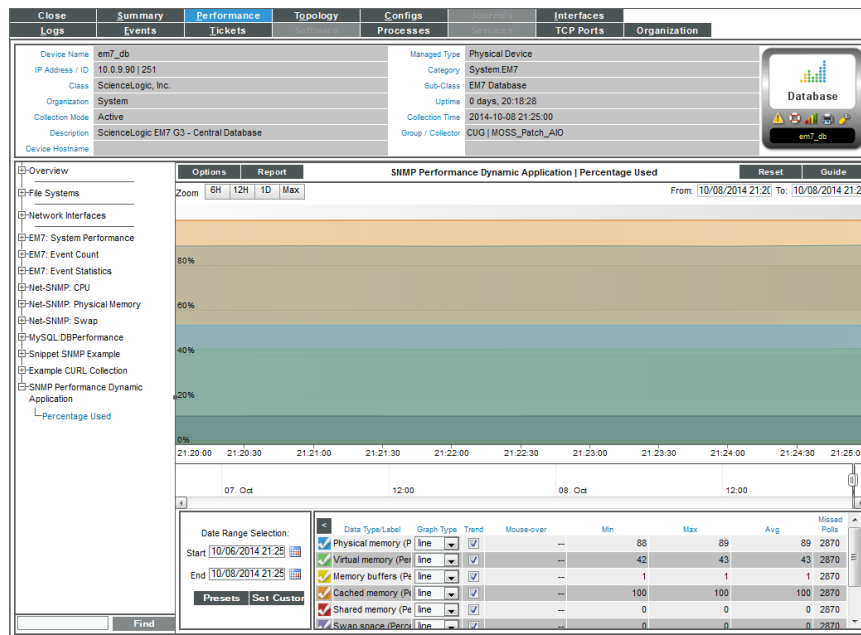 Close Summary Performance Topology Configs Journals Interfaces
Logs Events Tickets Software Processes Services TCP Ports Organization
Device Name em7_db Managed Type Physical Device
IP Address / ID 10.0.9.90 | 251 Category System.EM7
Class ScienceLogic, Inc. Sub-Class EM7 Database
Organization System Uptime 0 days, 20:18:28
Collection Mode Active Collection Time 2014-10-08 21:25:00
Description ScienceLogic EM7 G3 - Central Database Group / Collector CUG | MOSS_Patch_AIO
Device Hostname
Database
em7_db
Overview
File Systems
Network Interfaces
EM7: System Performance
EM7: Event Count
EM7: Event Statistics
Net-SNMP: CPU
Net-SNMP: Physical Memory
Net-SNMP: Swap
MySQL:DBPerformance
Snippet SNMP Example
Example CURL Collection
SNMP Performance Dynamic
Application
Percentage Used
Find
Options Report SNMP Performance Dynamic Application | Percentage Used Reset Guide
Zoom 6H 12H 1D Max From: 10/08/2014 21:20 To: 10/08/2014 21:2
80%
60%
40%
20%
0%
21:20:00 21:20:30 21:21:00 21:21:30 21:22:00 21:22:30 21:23:00 21:23:30 21:24:00 21:24:30 21:25:0
07. Oct 12:00 08. Oct 12:00
Date Range Selection:
Start 10/06/2014 21:25
End 10/08/2014 21:25
Presets Set Custor
< Data Type/Label Graph Type Trend Mouse-over Min Max Avg Missed Polls
Physical memory (P line -- 88 89 89 2870
Virtual memory (Per line -- 42 43 43 2870
Memory buffers (Pe line -- 1 1 1 2870
Cached memory (Pe line -- 100 100 100 2870
Shared memory (Pe line -- 0 0 0 2870
Swap space (Perce line -- 0 0 0 2870